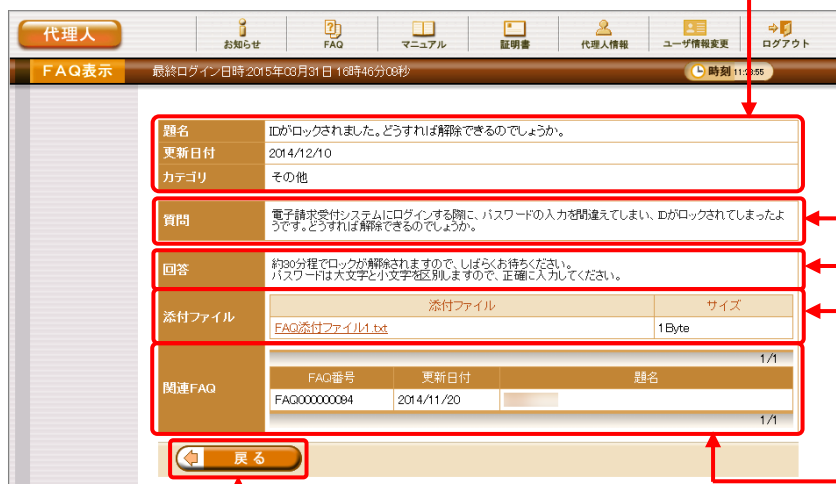 代理人
お知らせ
FAQ
マニュアル
証明書
代理人情報
ユーザ情報変更
ログアウト
FAQ表示
最終ログイン日時:2015年03月31日 16時46分09秒
時刻
題名
IDがロックされました。どうすれば解除できるのでしょうか。
更新日付
2014/12/10
カテゴリ
その他
質問
電子請求受付システムにログインする際に、パスワードの入力を間違えてしまい、IDがロックされてしまったよ
うです。どうすれば解除できるのでしょうか。
回答
約30分程でロックが解除されますので、しばらくお待ちください。
パスワードは大文字と小文字を区別しますので、正確に入力してください。
添付ファイル
添付ファイル
サイズ
FAQ添付ファイル1.txt
1Byte
関連FAQ
1/1
FAQ番号
更新日付
題名
FAQ000000094
2014/11/20
1/1
戻る